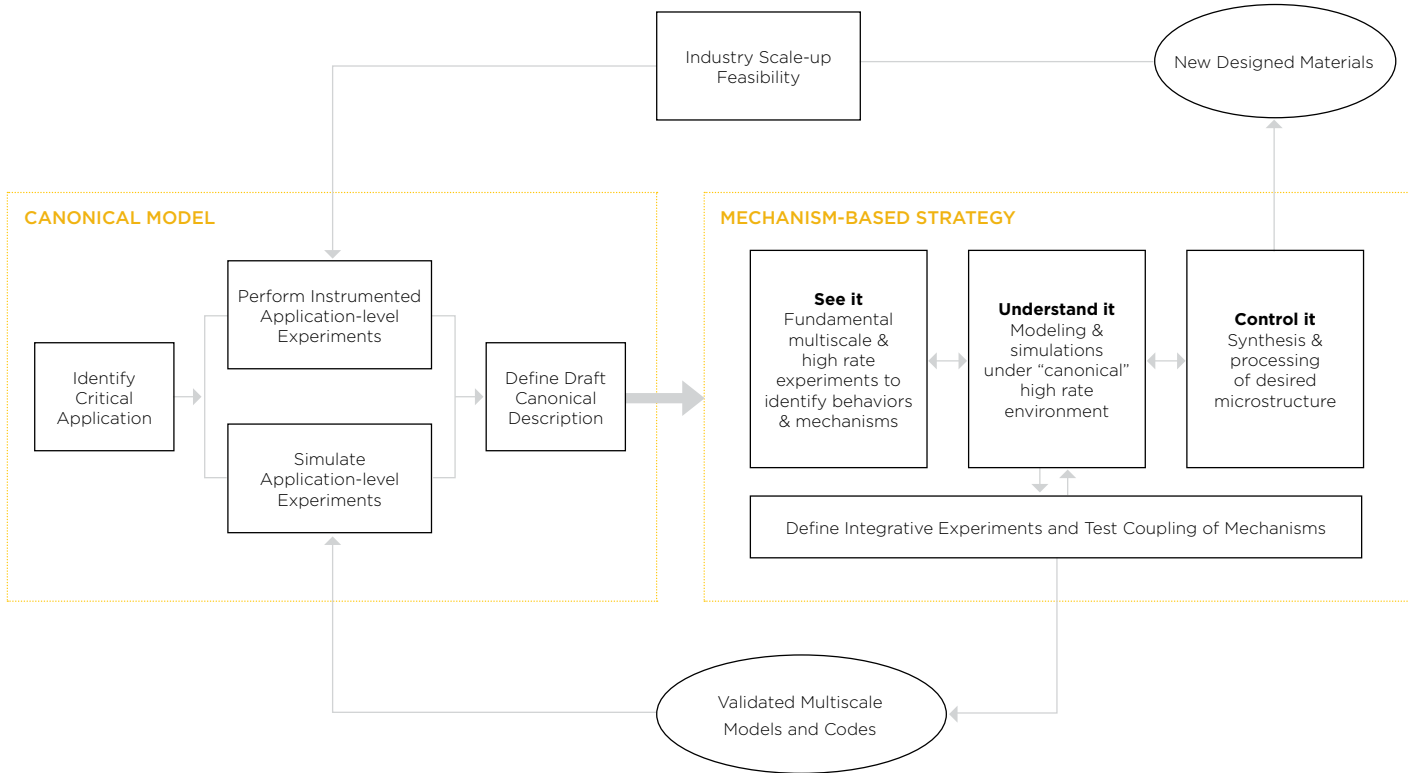 Industry Scale-up
Feasibility
New Designed Materials
CANONICAL MODEL
Identify
Critical
Application
Perform Instrumented
Application-level
Experiments
Simulate
Application-level
Experiments
Define Draft
Canonical
Description
MECHANISM-BASED STRATEGY
See it
Fundamental
multiscale &
high rate
experiments to
identify behaviors
& mechanisms
Understand it
Modeling &
simulations
under “canonical”
high rate
environment
Control it
Synthesis &
processing
of desired
microstructure
Define Integrative Experiments and Test Coupling of Mechanisms
Validated Multiscale
Models and Codes